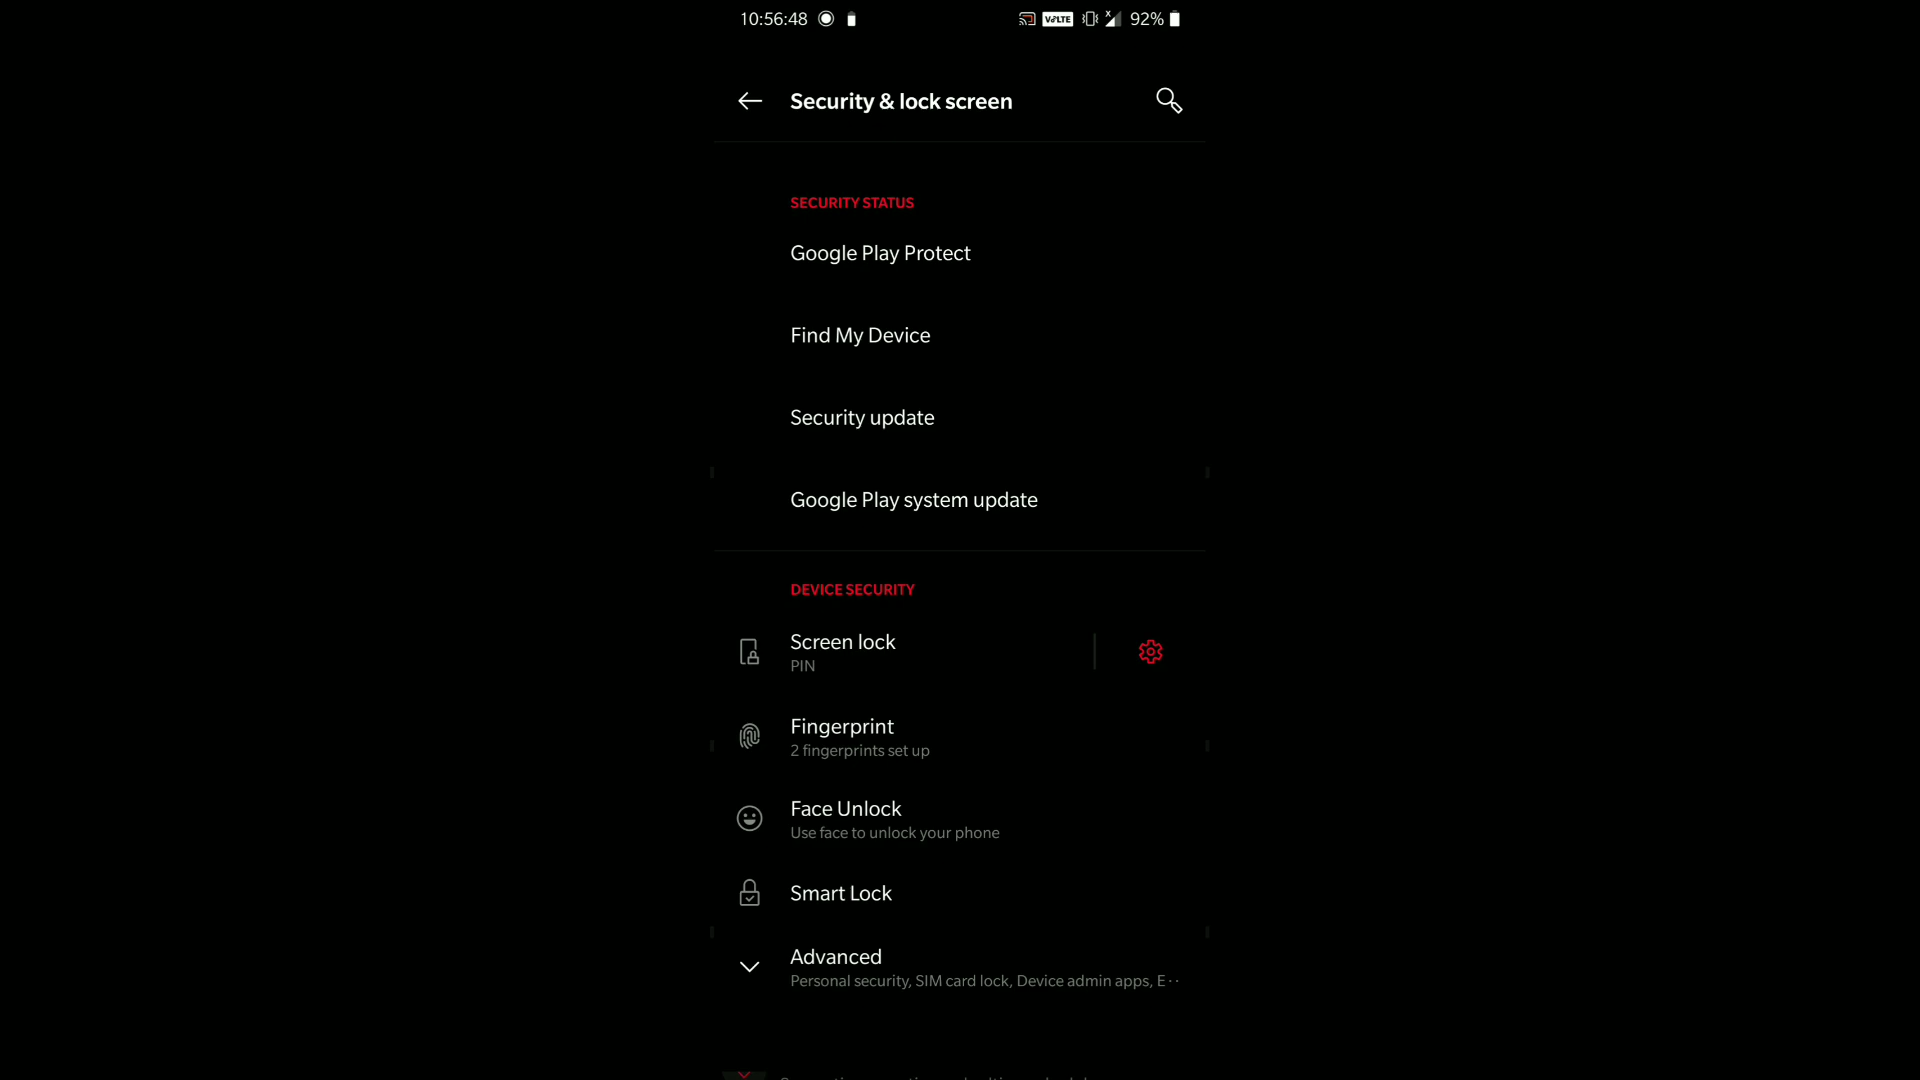 10:56:48 VoLTE 92%
Security & lock screen
SECURITY STATUS
Google Play Protect
Find My Device
Security update
Google Play system update
DEVICE SECURITY
Screen lock
PIN
Fingerprint
2 fingerprints set up
Face Unlock
Use face to unlock your phone
Smart Lock
Advanced
Personal security, SIM card lock, Device admin apps, E··